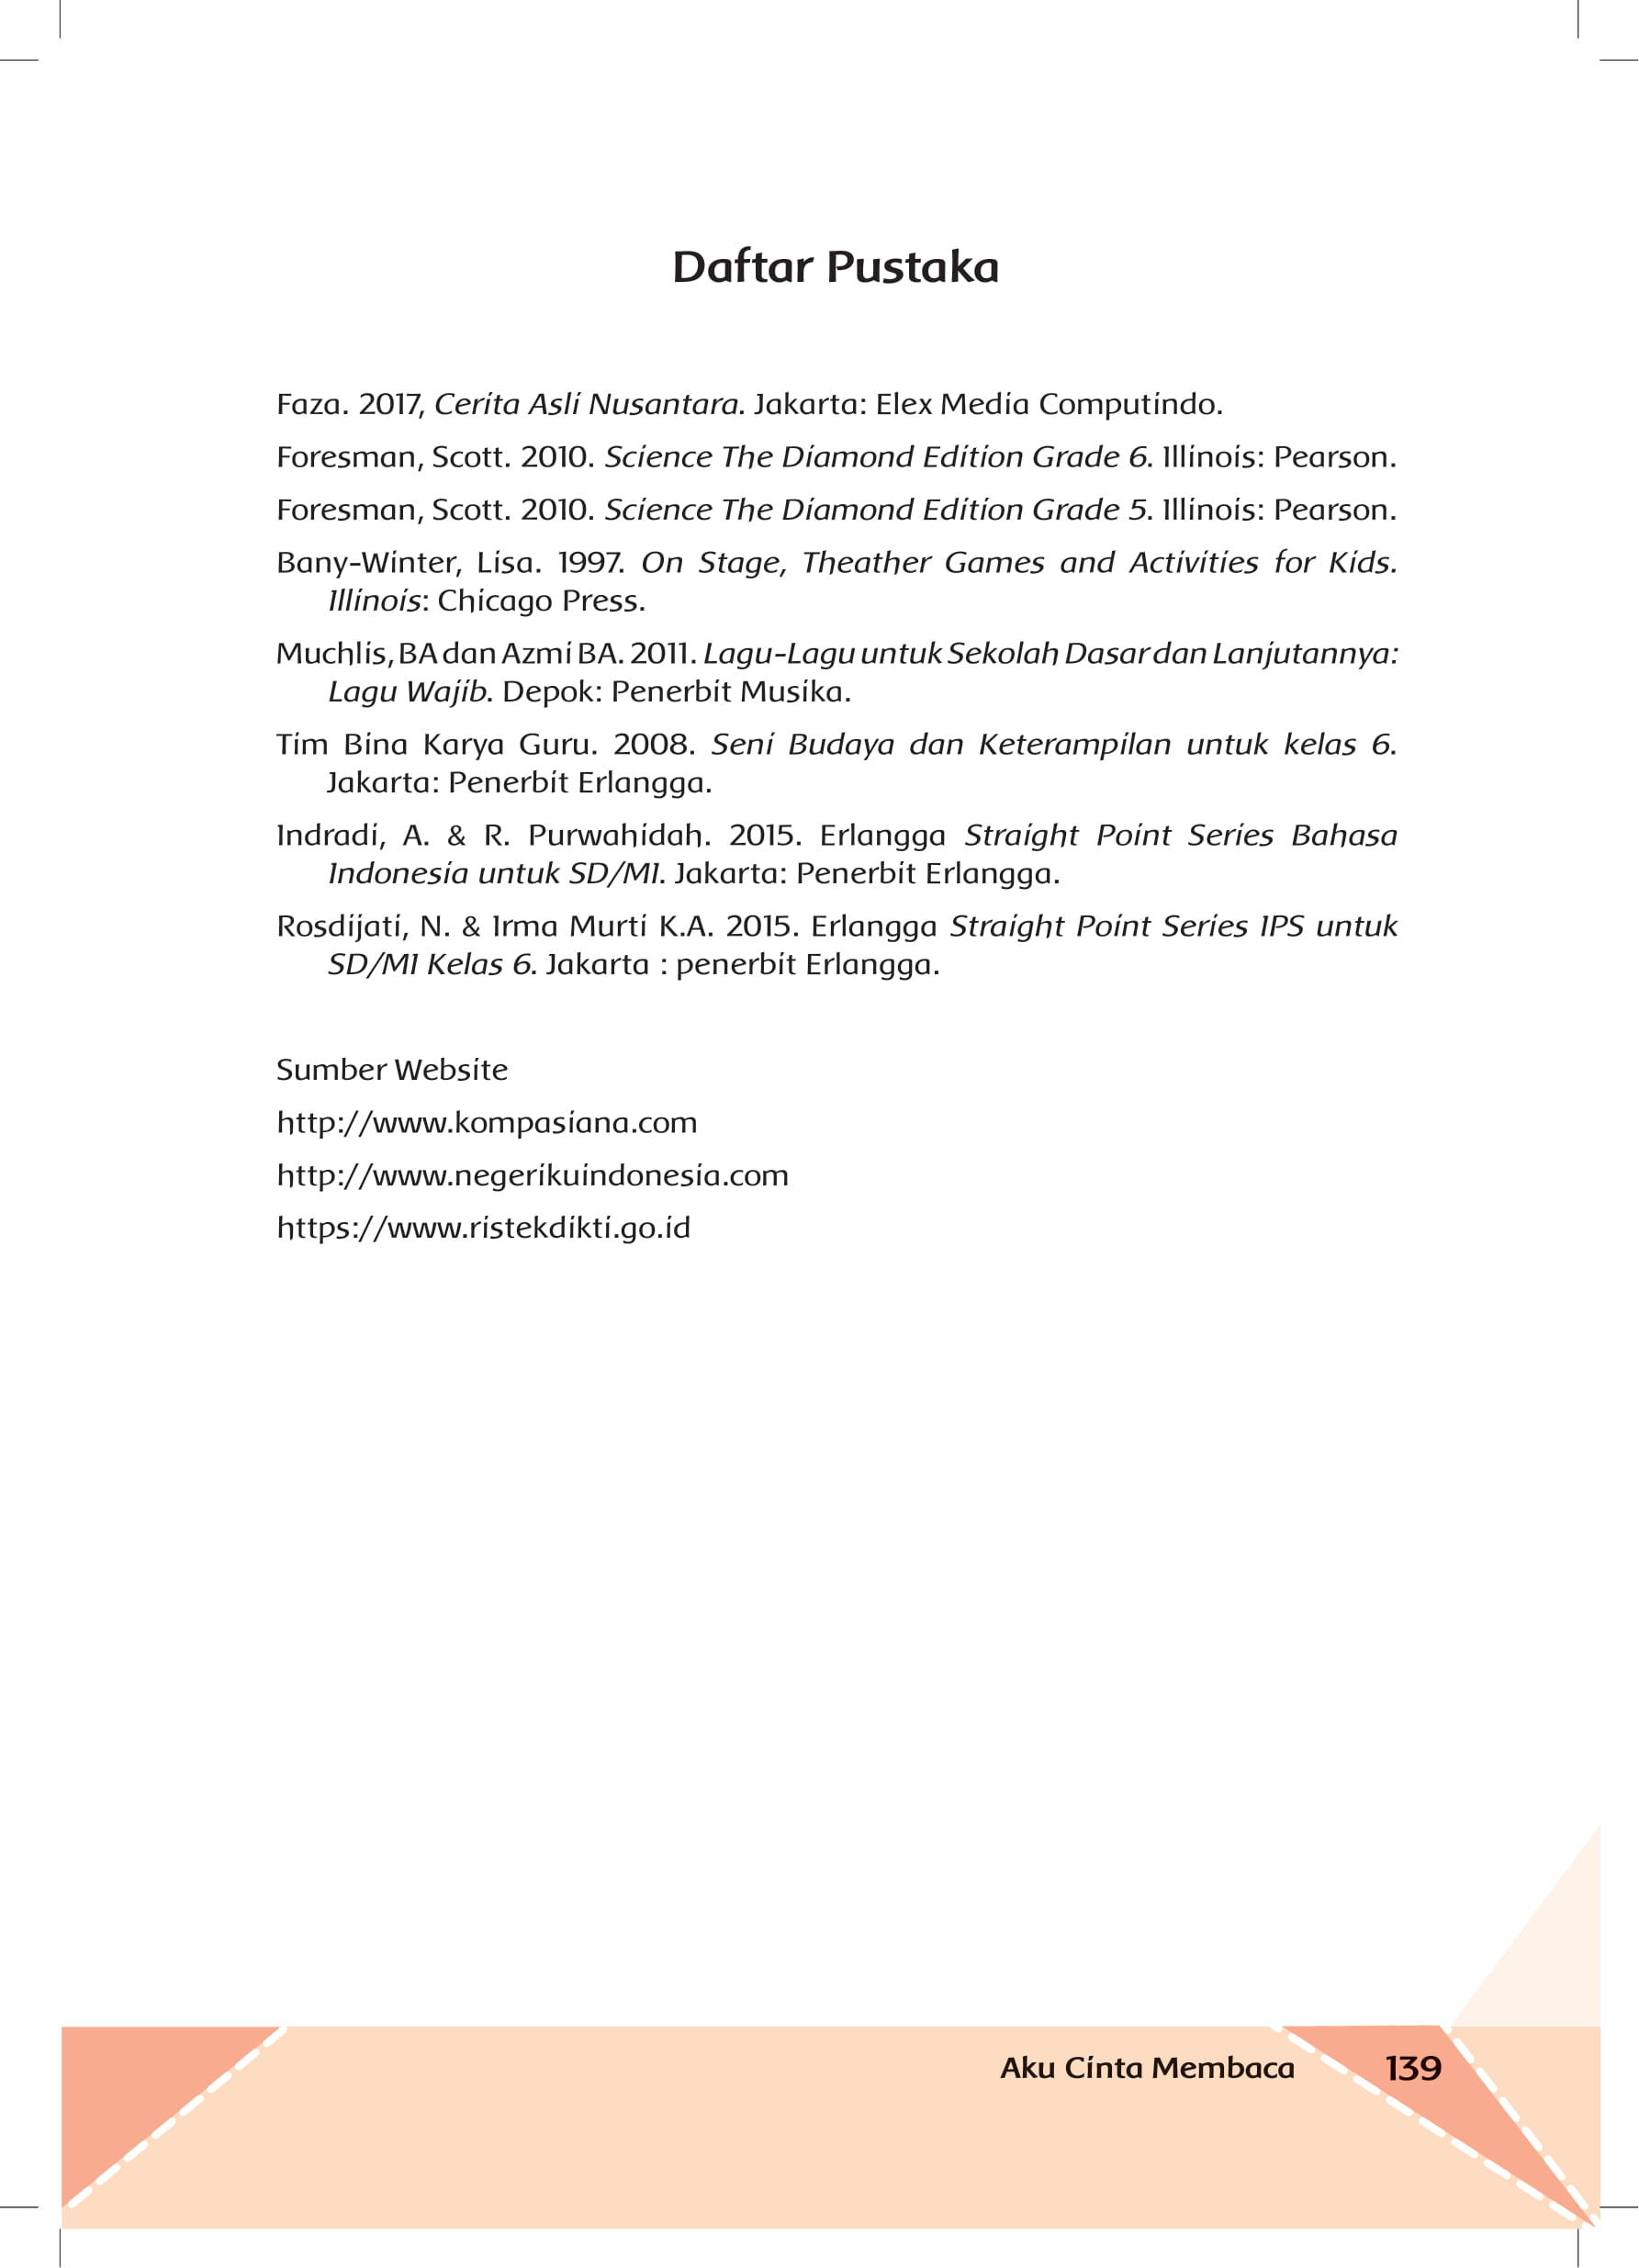 Daftar Pustaka
Faza. 2017, Cerita Asli Nusantara. Jakarta: Elex Media Computindo.
Foresman, Scott. 2010. Science The Diamond Edition Grade 6. Illinois: Pearson.
Foresman, Scott. 2010. Science The Diamond Edition Grade 5. Illinois: Pearson.
Bany-Winter, Lisa. 1997. On Stage, Theather Games and Activities for Kids.
Illinois: Chicago Press.
Muchlis, BA dan Azmi BA. 2011. Lagu-Lagu untuk Sekolah Dasar dan Lanjutannya:
Lagu Wajib. Depok: Penerbit Musika.
Tim Bina Karya Guru. 2008. Seni Budaya dan Keterampilan untuk kelas 6.
Jakarta: Penerbit Erlangga.
Indradi, A. & R. Purwahidah. 2015. Erlangga Straight Point Series Bahasa
Indonesia untuk SD/MI. Jakarta: Penerbit Erlangga.
Rosdijati, N. & Irma Murti K.A. 2015. Erlangga Straight Point Series IPS untuk
SD/MI Kelas 6. Jakarta : penerbit Erlangga.
Sumber Website
http://www.kompasiana.com
http://www.negerikuindonesia.com
https://www.ristekdikti.go.id
Aku Cinta Membaca 139